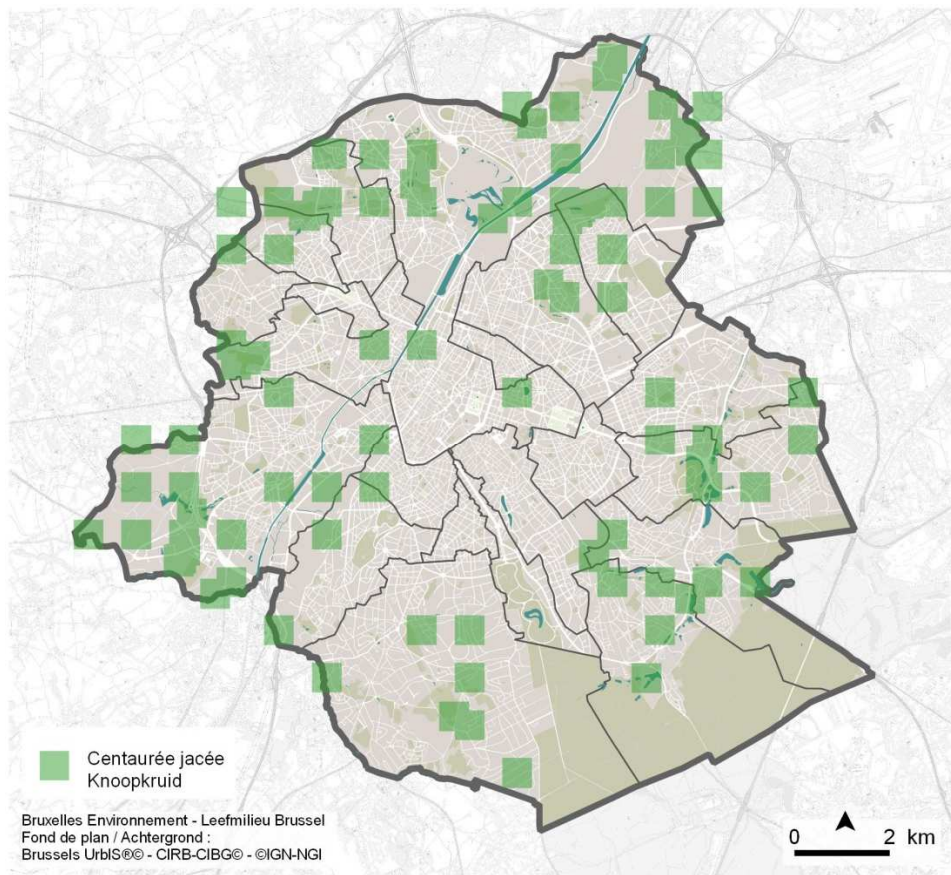 Centaurée jacée
Knoopkruid
Bruxelles Environnement - Leefmilieu Brussel
Fond de plan / Achtergrond :
Brussels UrbIS®© - CIRB-CIBG© - ©IGN-NGI
0 2 km